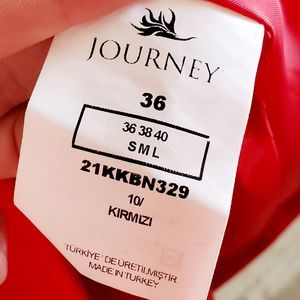 JOURNEY
36
36 38 40
S M L
21KKBN329
10/
KIRMIZI
TÜRKİYE'DE ÜRETİLMİŞTİR
MADE IN TURKEY